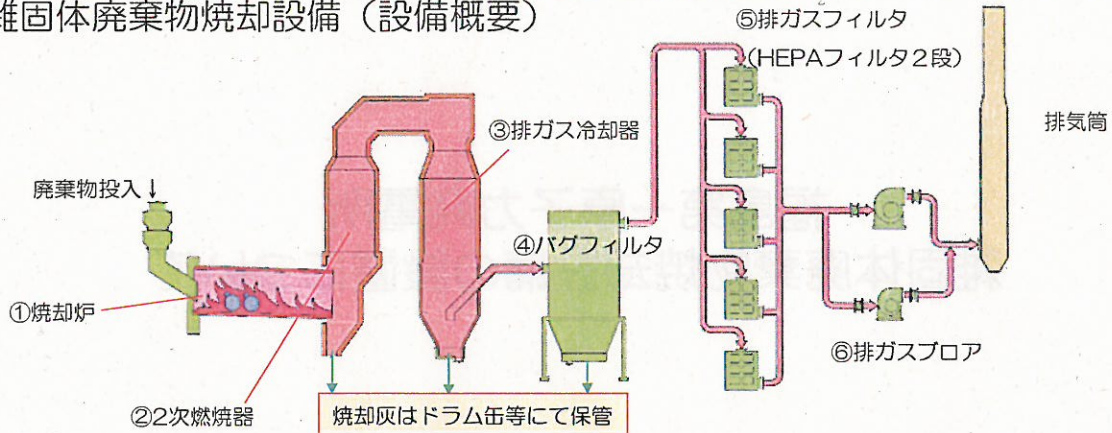 雑固体廃棄物焼却設備（設備概要）
⑤排ガスフィルタ
（HEPAフィルタ２段）
排気筒
③排ガス冷却器
廃棄物投入↓
④バグフィルタ
①焼却炉
⑥排ガスブロア
②2次燃焼器
焼却灰はドラム缶等にて保管